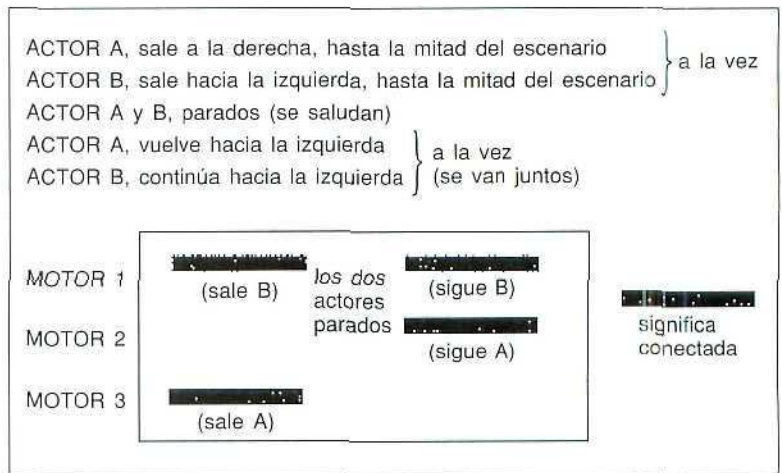 ACTOR A, sale a la derecha, hasta la mitad del escenario
ACTOR B, sale hacia la izquierda, hasta la mitad del escenario
a la vez
ACTOR A y B, parados (se saludan)
ACTOR A, vuelve hacia la izquierda
ACTOR B, continúa hacia la izquierda
a la vez
(se van juntos)
MOTOR 1
(sale B)
los dos
actores
parados
(sigue B)
MOTOR 2
(sigue A)
MOTOR 3
(sale A)
significa
conectada